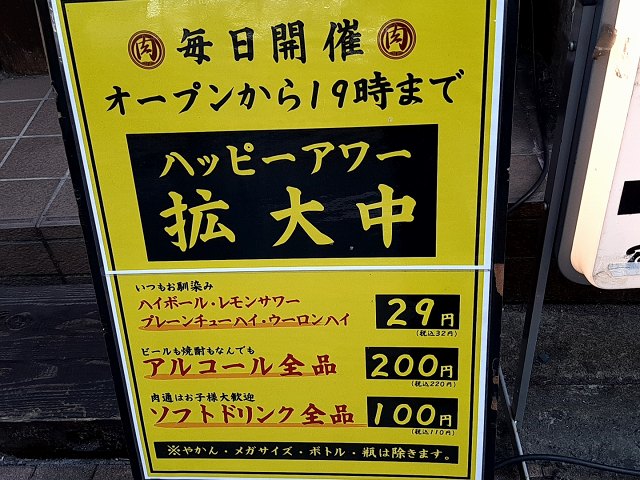 肉 毎日開催 肉
オープンから19時まで
ハッピーアワー
拡大中
いつもお馴染み
ハイボール・レモンサワー
プレーンチューハイ・ウーロンハイ
29円
(税込32円)
ビールも焼酎もなんでも
アルコール全品
200円
(税込220円)
肉通はお子様大歓迎
ソフトドリンク全品
100円
(税込110円)
※やかん・メガサイズ・ボトル・瓶は除きます。